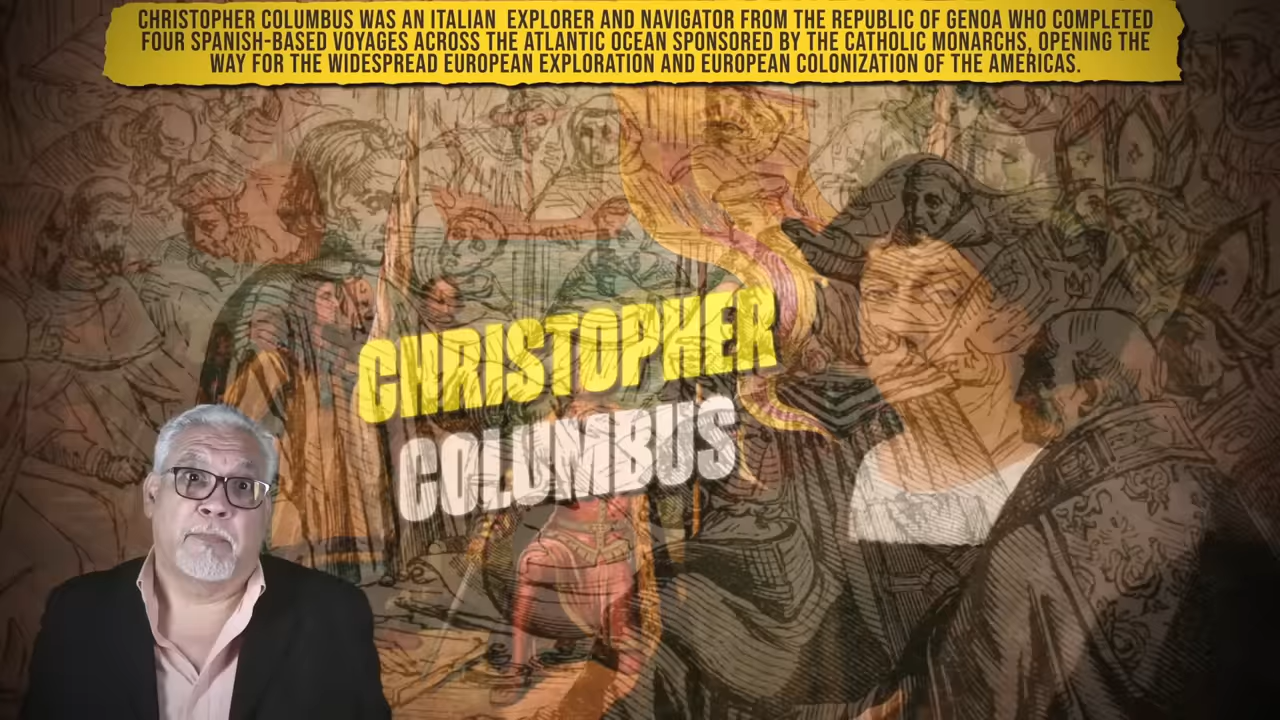 CHRISTOPHER COLUMBUS WAS AN ITALIAN EXPLORER AND NAVIGATOR FROM THE REPUBLIC OF GENOA WHO COMPLETED
FOUR SPANISH-BASED VOYAGES ACROSS THE ATLANTIC OCEAN SPONSORED BY THE CATHOLIC MONARCHS, OPENING THE
WAY FOR THE WIDESPREAD EUROPEAN EXPLORATION AND EUROPEAN COLONIZATION OF THE AMERICAS.
CHRISTOPHER
COLUMBUS